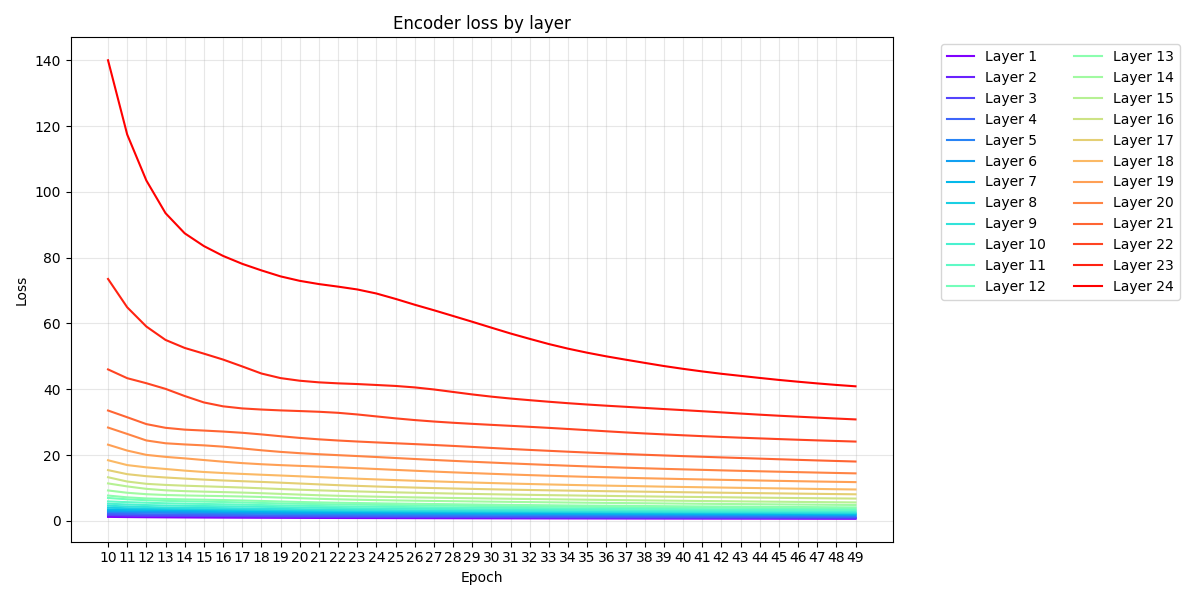 Encoder loss by layer
Loss
140
120
100
80
60
40
20
0
10 11 12 13 14 15 16 17 18 19 20 21 22 23 24 25 26 27 28 29 30 31 32 33 34 35 36 37 38 39 40 41 42 43 44 45 46 47 48 49
Epoch
Layer 1
Layer 2
Layer 3
Layer 4
Layer 5
Layer 6
Layer 7
Layer 8
Layer 9
Layer 10
Layer 11
Layer 12
Layer 13
Layer 14
Layer 15
Layer 16
Layer 17
Layer 18
Layer 19
Layer 20
Layer 21
Layer 22
Layer 23
Layer 24